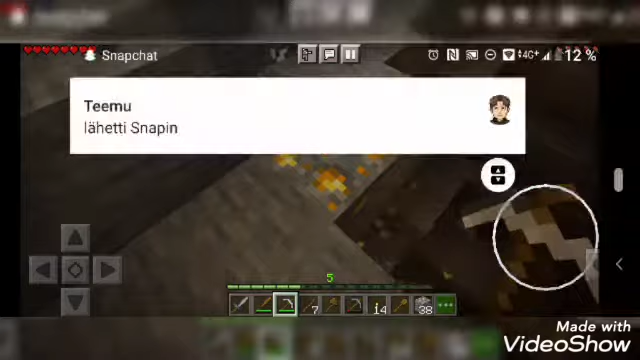 Snapchat
4G+
12 %
Teemu
lähetti Snapin
5
7
14
38
Made with
VideoShow